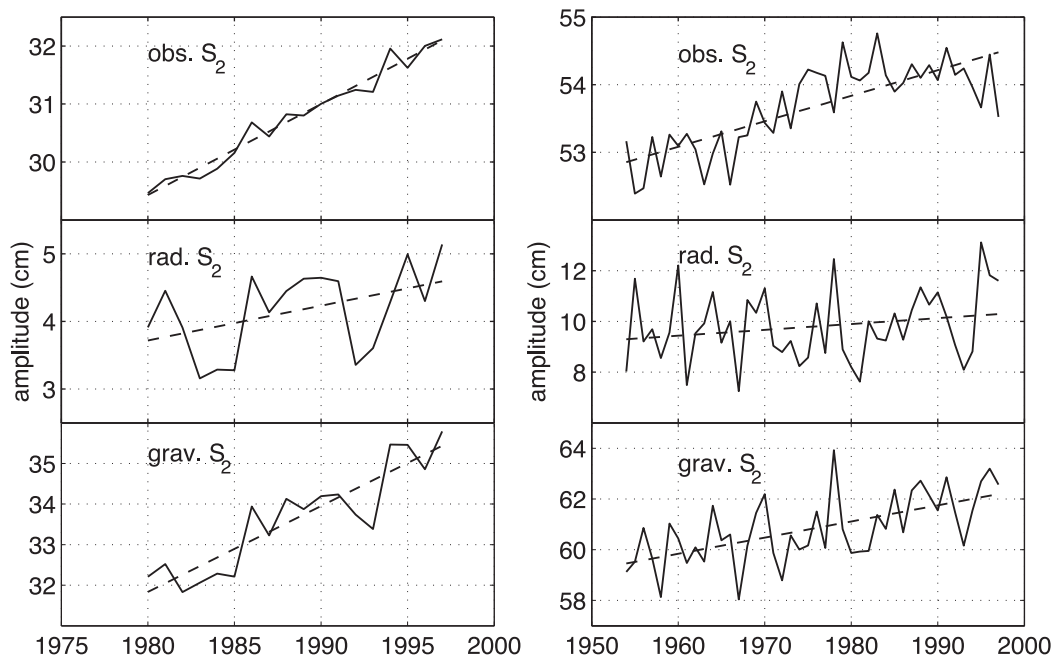 32
31
30
obs. S2
amplitude (cm)
5
4
3
rad. S2
35
34
33
32
grav. S2
1975 1980 1985 1990 1995 2000
55
54
53
52
obs. S2
amplitude (cm)
12
10
8
rad. S2
64
62
60
58
grav. S2
1950 1960 1970 1980 1990 2000